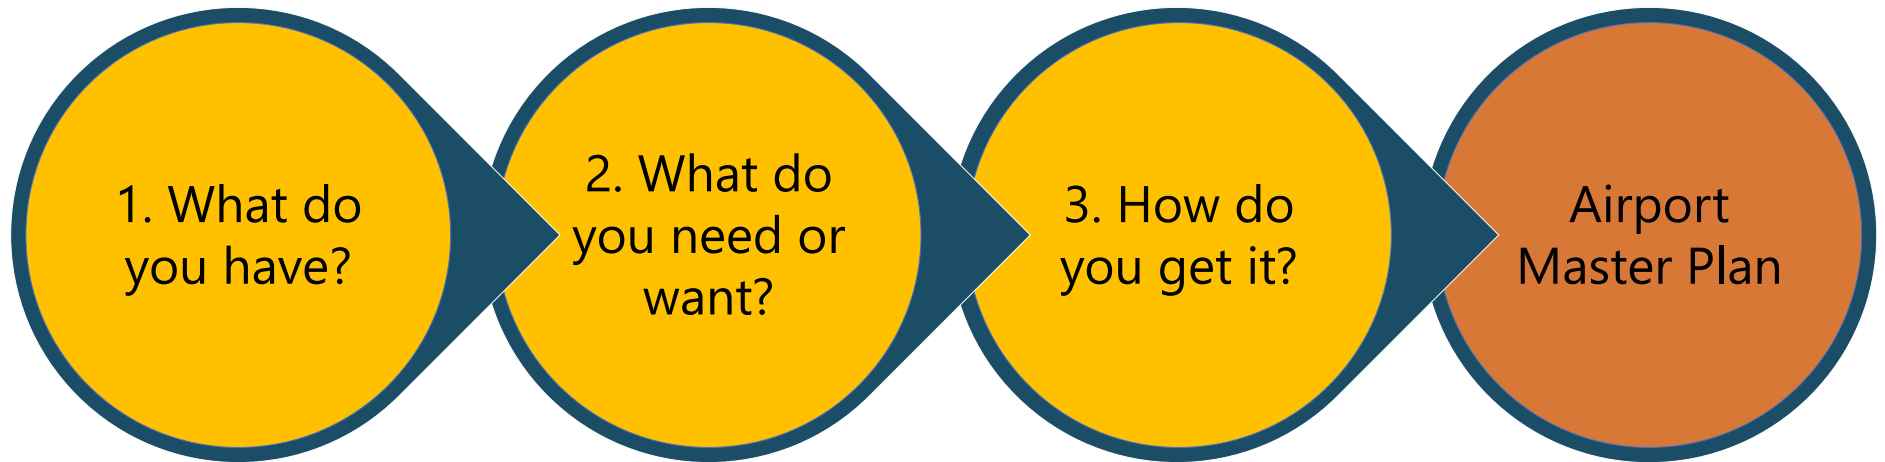 1. What do
you have?
2. What do
you need or
want?
3. How do
you get it?
Airport
Master Plan